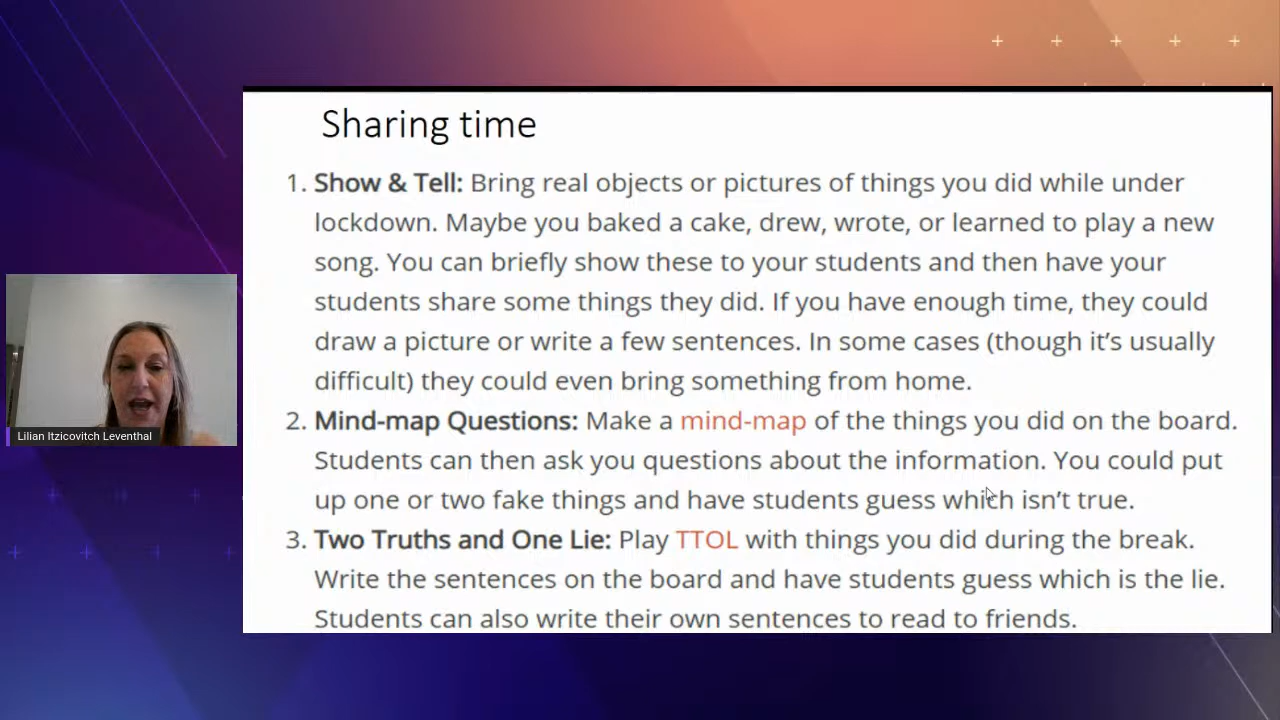 Sharing time
1. Show & Tell: Bring real objects or pictures of things you did while under
lockdown. Maybe you baked a cake, drew, wrote, or learned to play a new
song. You can briefly show these to your students and then have your
students share some things they did. If you have enough time, they could
draw a picture or write a few sentences. In some cases (though it’s usually
difficult) they could even bring something from home.
2. Mind-map Questions: Make a mind-map of the things you did on the board.
Students can then ask you questions about the information. You could put
up one or two fake things and have students guess which isn’t true.
3. Two Truths and One Lie: Play TTOL with things you did during the break.
Write the sentences on the board and have students guess which is the lie.
Students can also write their own sentences to read to friends.
Lilian Itzicovitch Leventhal